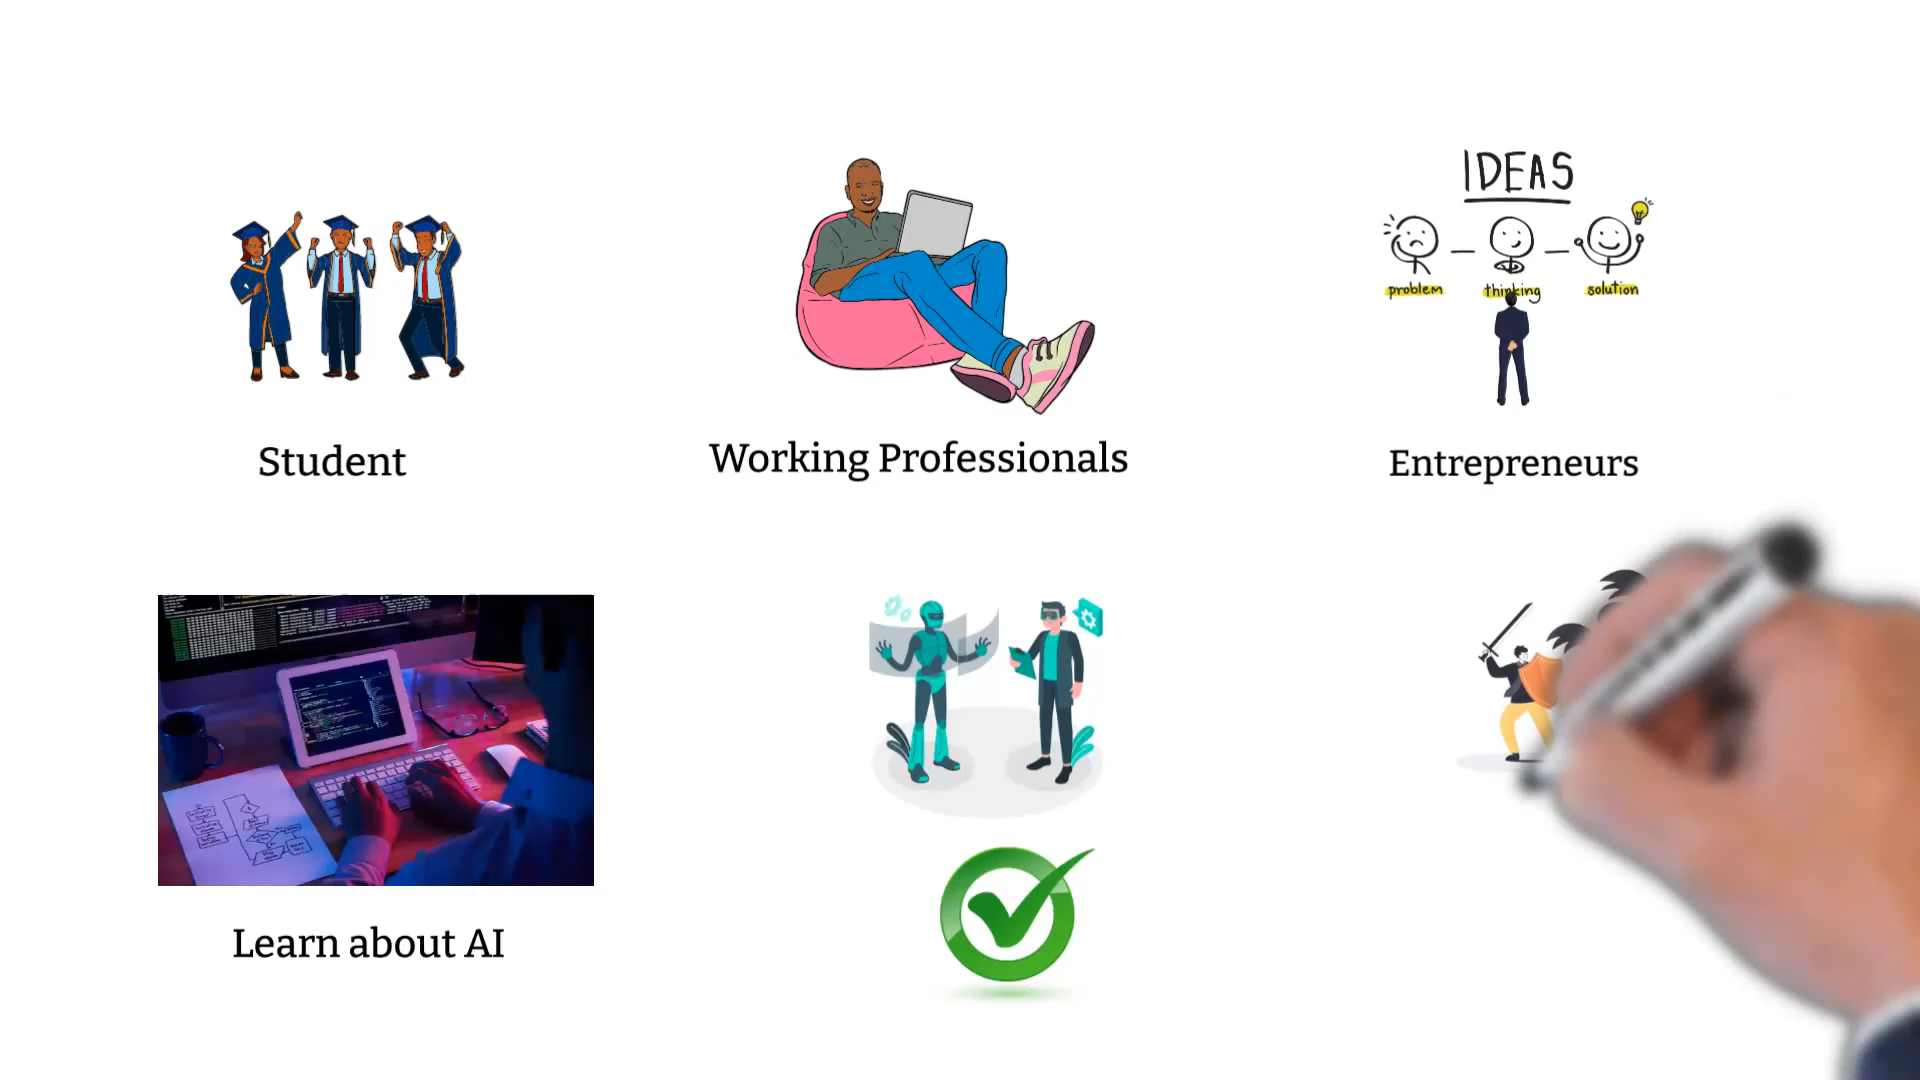 IDEAS
problem
thinking
solution
Student
Working Professionals
Entrepreneurs
Learn about AI